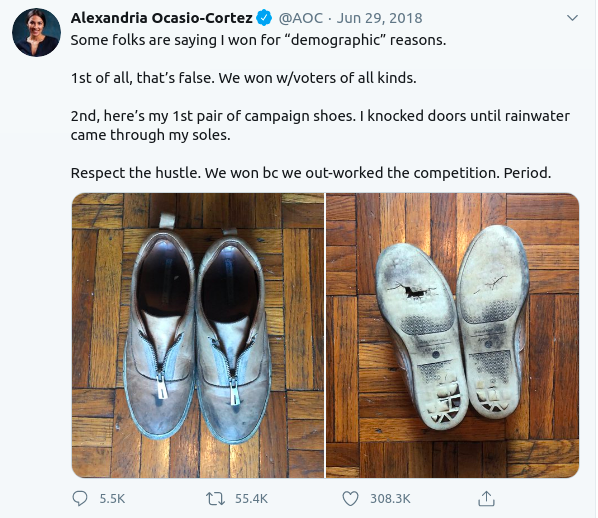 Alexandria Ocasio-Cortez @AOC · Jun 29, 2018
Some folks are saying I won for “demographic” reasons.
1st of all, that’s false. We won w/voters of all kinds.
2nd, here’s my 1st pair of campaign shoes. I knocked doors until rainwater
came through my soles.
Respect the hustle. We won bc we out-worked the competition. Period.
5.5K 55.4K 308.3K